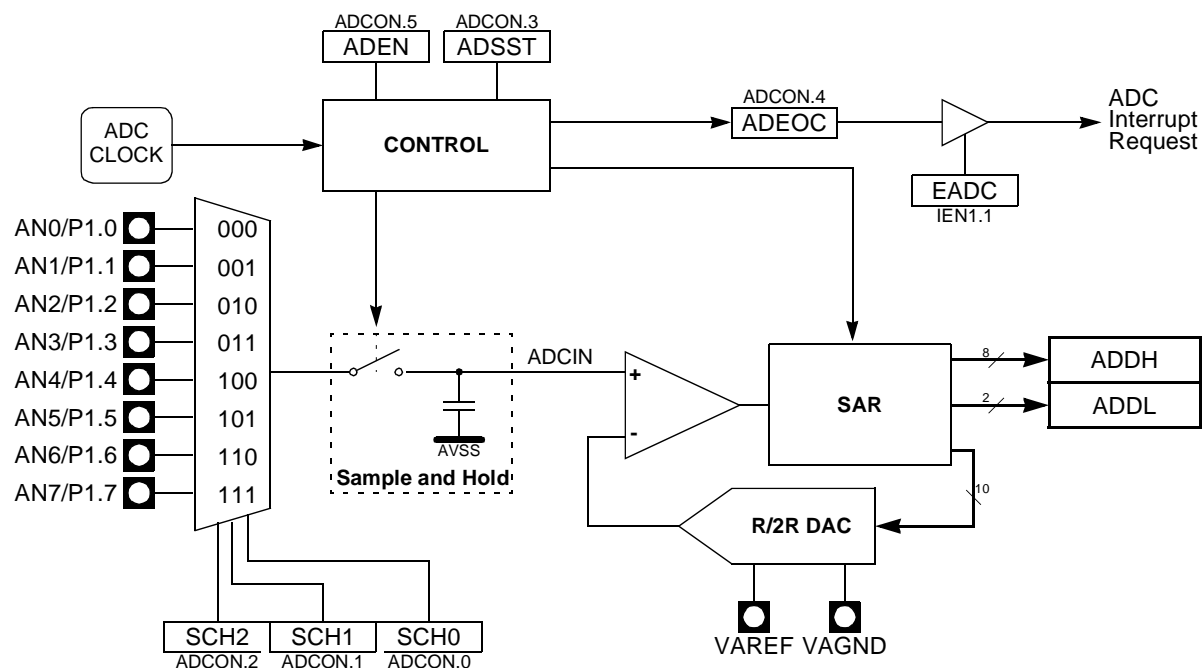 ADCON.5
ADCON.3
ADEN
ADSST
ADC
CLOCK
CONTROL
ADCON.4
ADEOC
ADC
Interrupt
Request
EADC
IEN1.1
AN0/P1.0
000
AN1/P1.1
001
AN2/P1.2
010
AN3/P1.3
011
AN4/P1.4
100
AN5/P1.5
101
AN6/P1.6
110
AN7/P1.7
111
ADCIN
AVSS
Sample and Hold
+
-
SAR
8
ADDH
2
ADDL
10
R/2R DAC
VAREF
VAGND
SCH2
SCH1
SCH0
ADCON.2
ADCON.1
ADCON.0